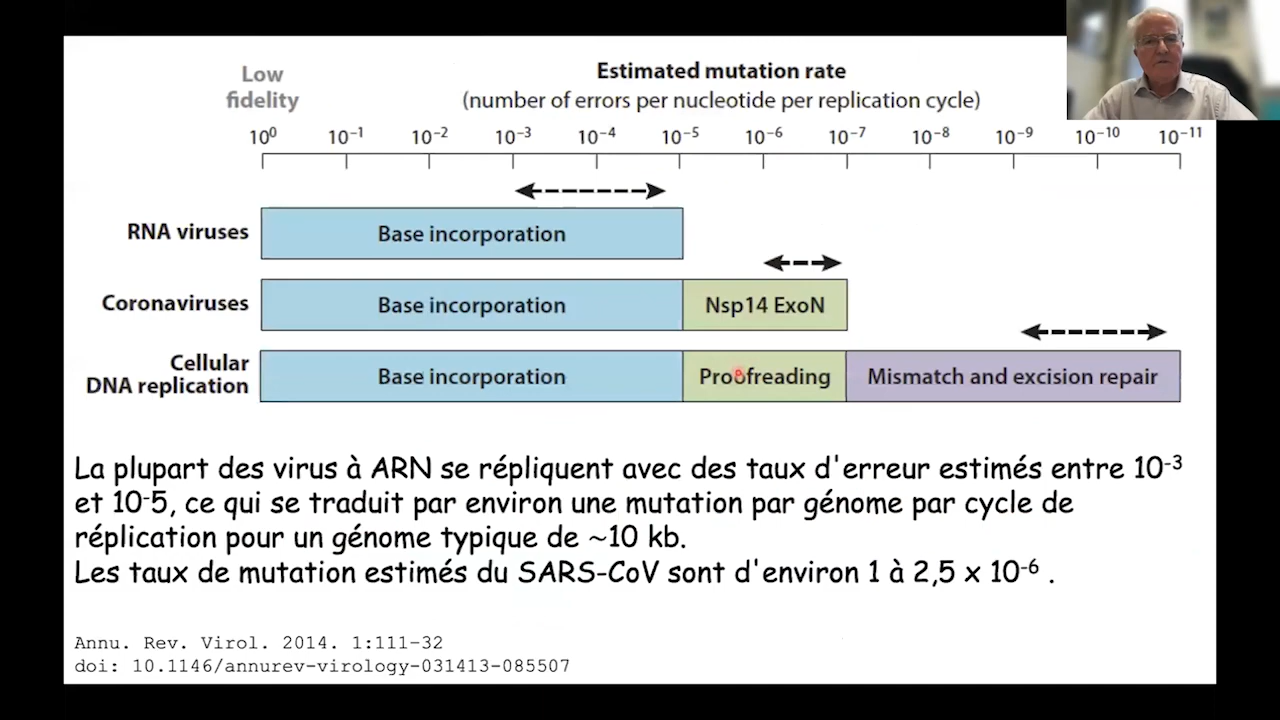 Low
fidelity
Estimated mutation rate
(number of errors per nucleotide per replication cycle)
10⁰ 10⁻¹ 10⁻² 10⁻³ 10⁻⁴ 10⁻⁵ 10⁻⁶ 10⁻⁷ 10⁻⁸ 10⁻⁹ 10⁻¹⁰ 10⁻¹¹
RNA viruses Base incorporation
Coronaviruses Base incorporation Nsp14 ExoN
Cellular
DNA replication Base incorporation Proofreading Mismatch and excision repair
La plupart des virus à ARN se répliquent avec des taux d'erreur estimés entre 10⁻³
et 10⁻5, ce qui se traduit par environ une mutation par génome par cycle de
réplication pour un génome typique de ~10 kb.
Les taux de mutation estimés du SARS-CoV sont d'environ 1 à 2,5 x 10⁻⁶ .
Annu. Rev. Virol. 2014. 1:111–32
doi: 10.1146/annurev-virology-031413-085507